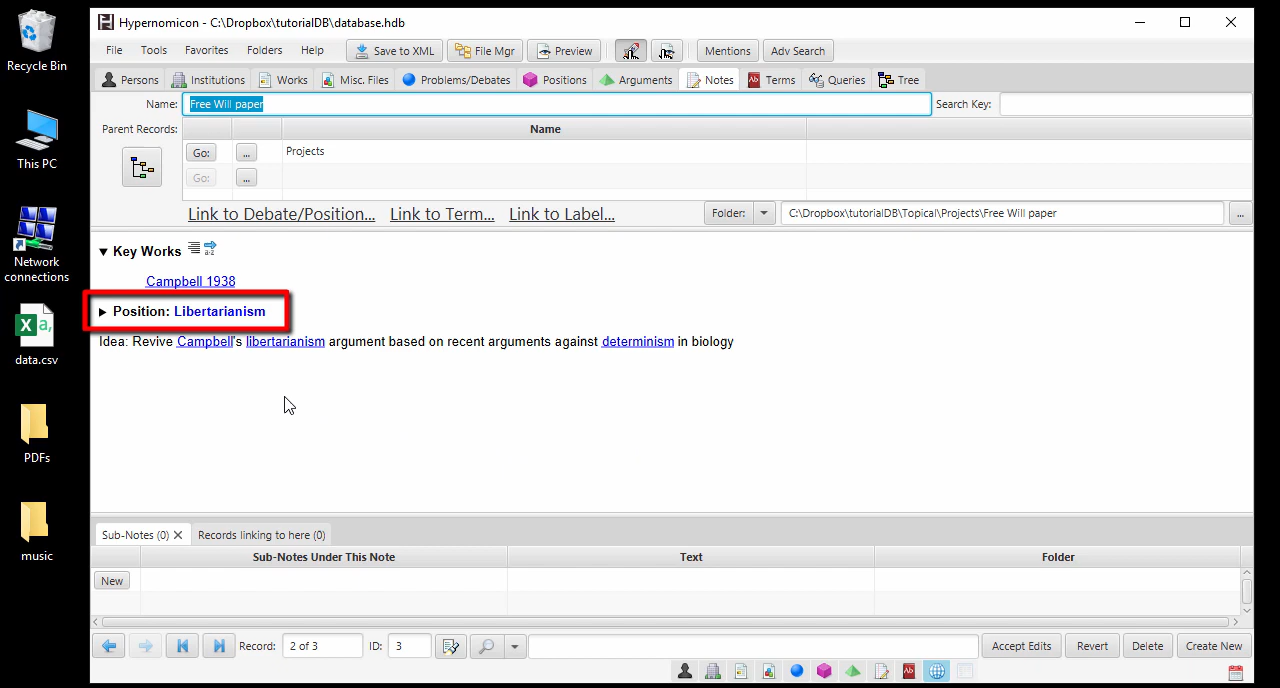 Recycle Bin
This PC
Network
connections
data.csv
PDFs
music
Hypernomicon - C:\Dropbox\tutorialDB\database.hdb
File Tools Favorites Folders Help Save to XML File Mgr Preview Mentions Adv Search
Persons Institutions Works Misc. Files Problems/Debates Positions Arguments Notes Terms Queries Tree
Name: Free Will paper Search Key:
Parent Records: Name
Go: ... Projects
Go: ...
Link to Debate/Position... Link to Term... Link to Label... Folder: C:\Dropbox\tutorialDB\Topical\Projects\Free Will paper ...
Key Works
Campbell 1938
Position: Libertarianism
Idea: Revive Campbell's libertarianism argument based on recent arguments against determinism in biology
Sub-Notes (0) Records linking to here (0)
Sub-Notes Under This Note Text Folder
New
Record: 2 of 3 ID: 3 Accept Edits Revert Delete Create New